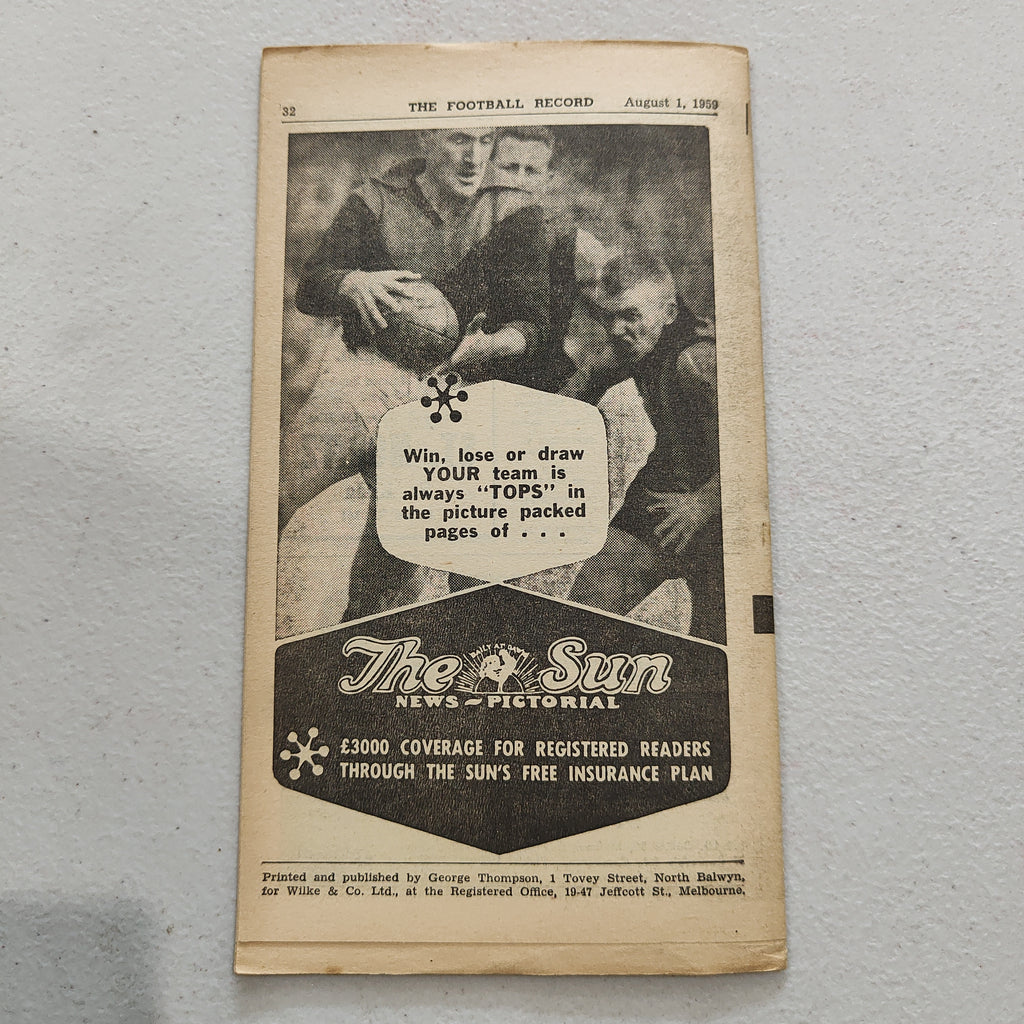 32 THE FOOTBALL RECORD August 1, 1959
Win, lose or draw
YOUR team is
always "TOPS" in
the picture packed
pages of . . .
The Sun
DAILY AT DAWN
NEWS-PICTORIAL
£3000 COVERAGE FOR REGISTERED READERS
THROUGH THE SUN'S FREE INSURANCE PLAN
Printed and published by George Thompson, 1 Tovey Street, North Balwyn,
for Wilke & Co. Ltd., at the Registered Office, 19-47 Jeffcott St., Melbourne.